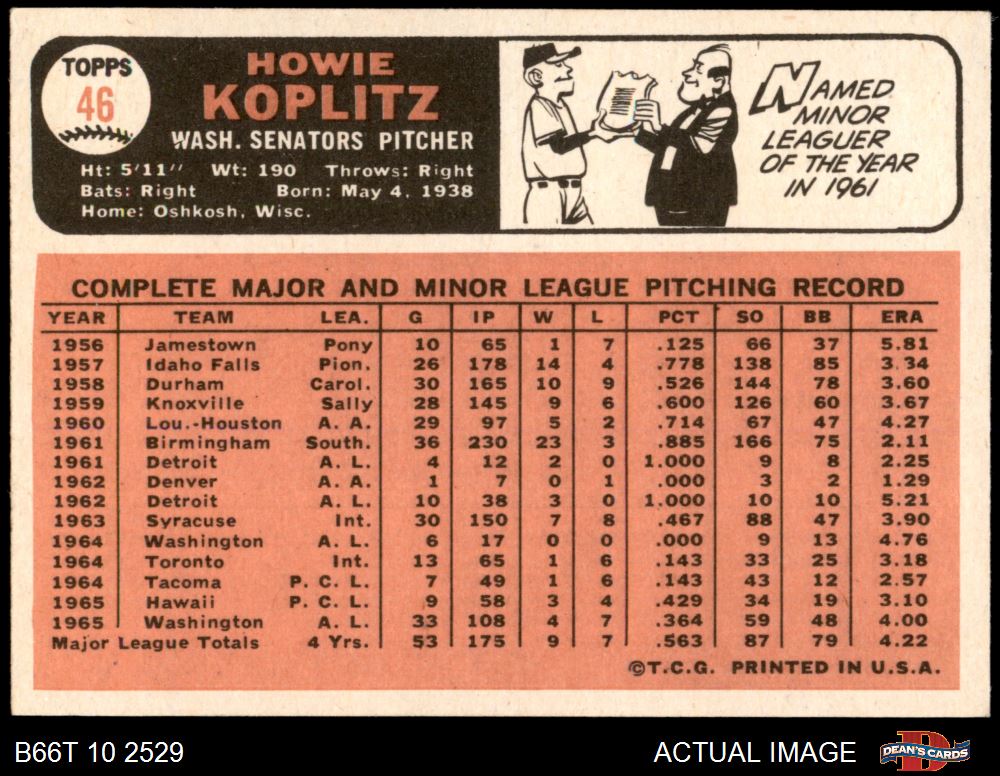 TOPPS
46
HOWIE
KOPLITZ
WASH. SENATORS PITCHER
Ht: 5'11" Wt: 190 Throws: Right
Bats: Right Born: May 4, 1938
Home: Oshkosh, Wisc.
NAMED
MINOR
LEAGUER
OF THE YEAR
IN 1961
COMPLETE MAJOR AND MINOR LEAGUE PITCHING RECORD
YEAR TEAM LEA. G IP W L PCT SO BB ERA
1956 Jamestown Pony 10 65 1 7 .125 66 37 5.81
1957 Idaho Falls Pion. 26 178 14 4 .778 138 85 3.34
1958 Durham Carol. 30 165 10 9 .526 144 78 3.60
1959 Knoxville Sally 28 145 9 6 .600 126 60 3.67
1960 Lou.-Houston A. A. 29 97 5 2 .714 67 47 4.27
1961 Birmingham South. 36 230 23 3 .885 166 75 2.11
1961 Detroit A. L. 4 12 2 0 1.000 9 8 2.25
1962 Denver A. A. 1 7 0 1 .000 3 2 1.29
1962 Detroit A. L. 10 38 3 0 1.000 10 10 5.21
1963 Syracuse Int. 30 150 7 8 .467 88 47 3.90
1964 Washington A. L. 6 17 0 0 .000 9 13 4.76
1964 Toronto Int. 13 65 1 6 .143 33 25 3.18
1964 Tacoma P. C. L. 7 49 1 6 .143 43 12 2.57
1965 Hawaii P. C. L. 9 58 3 4 .429 34 19 3.10
1965 Washington A. L. 33 108 4 7 .364 59 48 4.00
Major League Totals 4 Yrs. 53 175 9 7 .563 87 79 4.22
©T.C.G. PRINTED IN U.S.A.
B66T 10 2529 ACTUAL IMAGE
DEAN'S CARDS